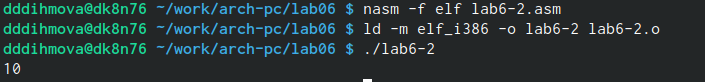 dddihmova@dk8n76 ~/work/arch-pc/lab06 $ nasm -f elf lab6-2.asm
dddihmova@dk8n76 ~/work/arch-pc/lab06 $ ld -m elf_i386 -o lab6-2 lab6-2.o
dddihmova@dk8n76 ~/work/arch-pc/lab06 $ ./lab6-2
10